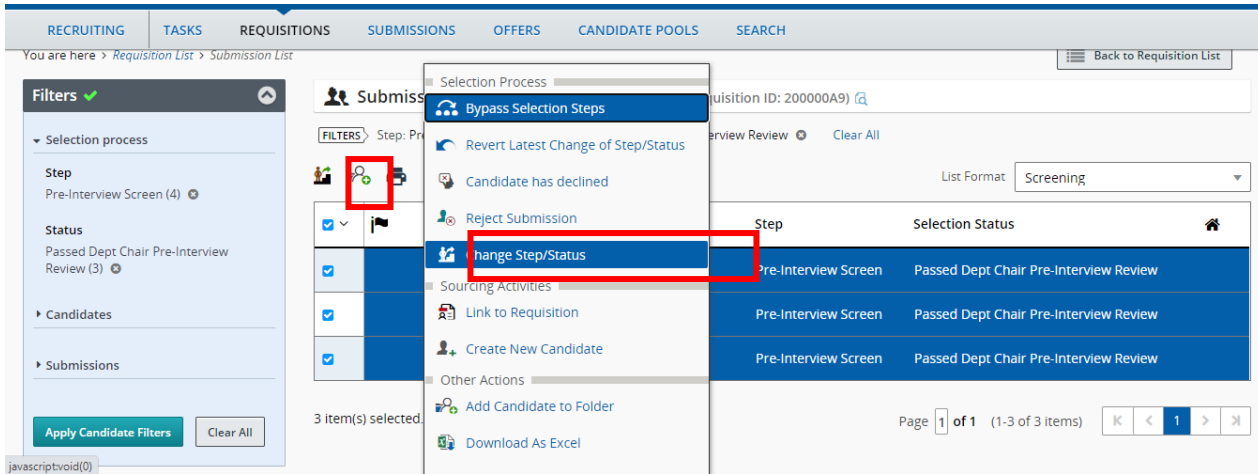 RECRUITING TASKS REQUISITIONS SUBMISSIONS OFFERS CANDIDATE POOLS SEARCH
You are here > Requisition List > Submission List
Back to Requisition List
Filters
Selection process
Step
Pre-Interview Screen (4)
Status
Passed Dept Chair Pre-Interview
Review (3)
Candidates
Submissions
Apply Candidate Filters Clear All
javascript:void(0)
Selection Process
Bypass Selection Steps
Revert Latest Change of Step/Status
Candidate has declined
Reject Submission
Change Step/Status
Sourcing Activities
Link to Requisition
Create New Candidate
Other Actions
Add Candidate to Folder
Download As Excel
ID: 200000A9)
FILTERS Step: Review Clear All
List Format Screening
Step Selection Status
Pre-Interview Screen Passed Dept Chair Pre-Interview Review
Pre-Interview Screen Passed Dept Chair Pre-Interview Review
Pre-Interview Screen Passed Dept Chair Pre-Interview Review
3 item(s) selected. Page 1 of 1 (1-3 of 3 items) K < 1 > X